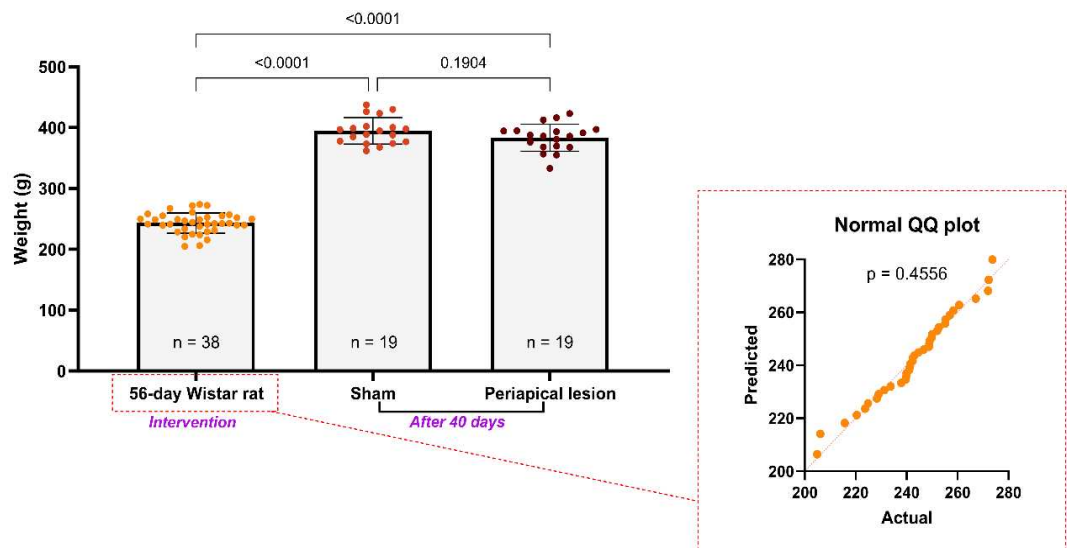 <0.0001
<0.0001
0.1904
500
400
300
200
100
0
Weight (g)
n = 38
n = 19
n = 19
56-day Wistar rat
Sham
Periapical lesion
Intervention
After 40 days
Normal QQ plot
p = 0.4556
280
260
240
220
200
Predicted
200
220
240
260
280
Actual